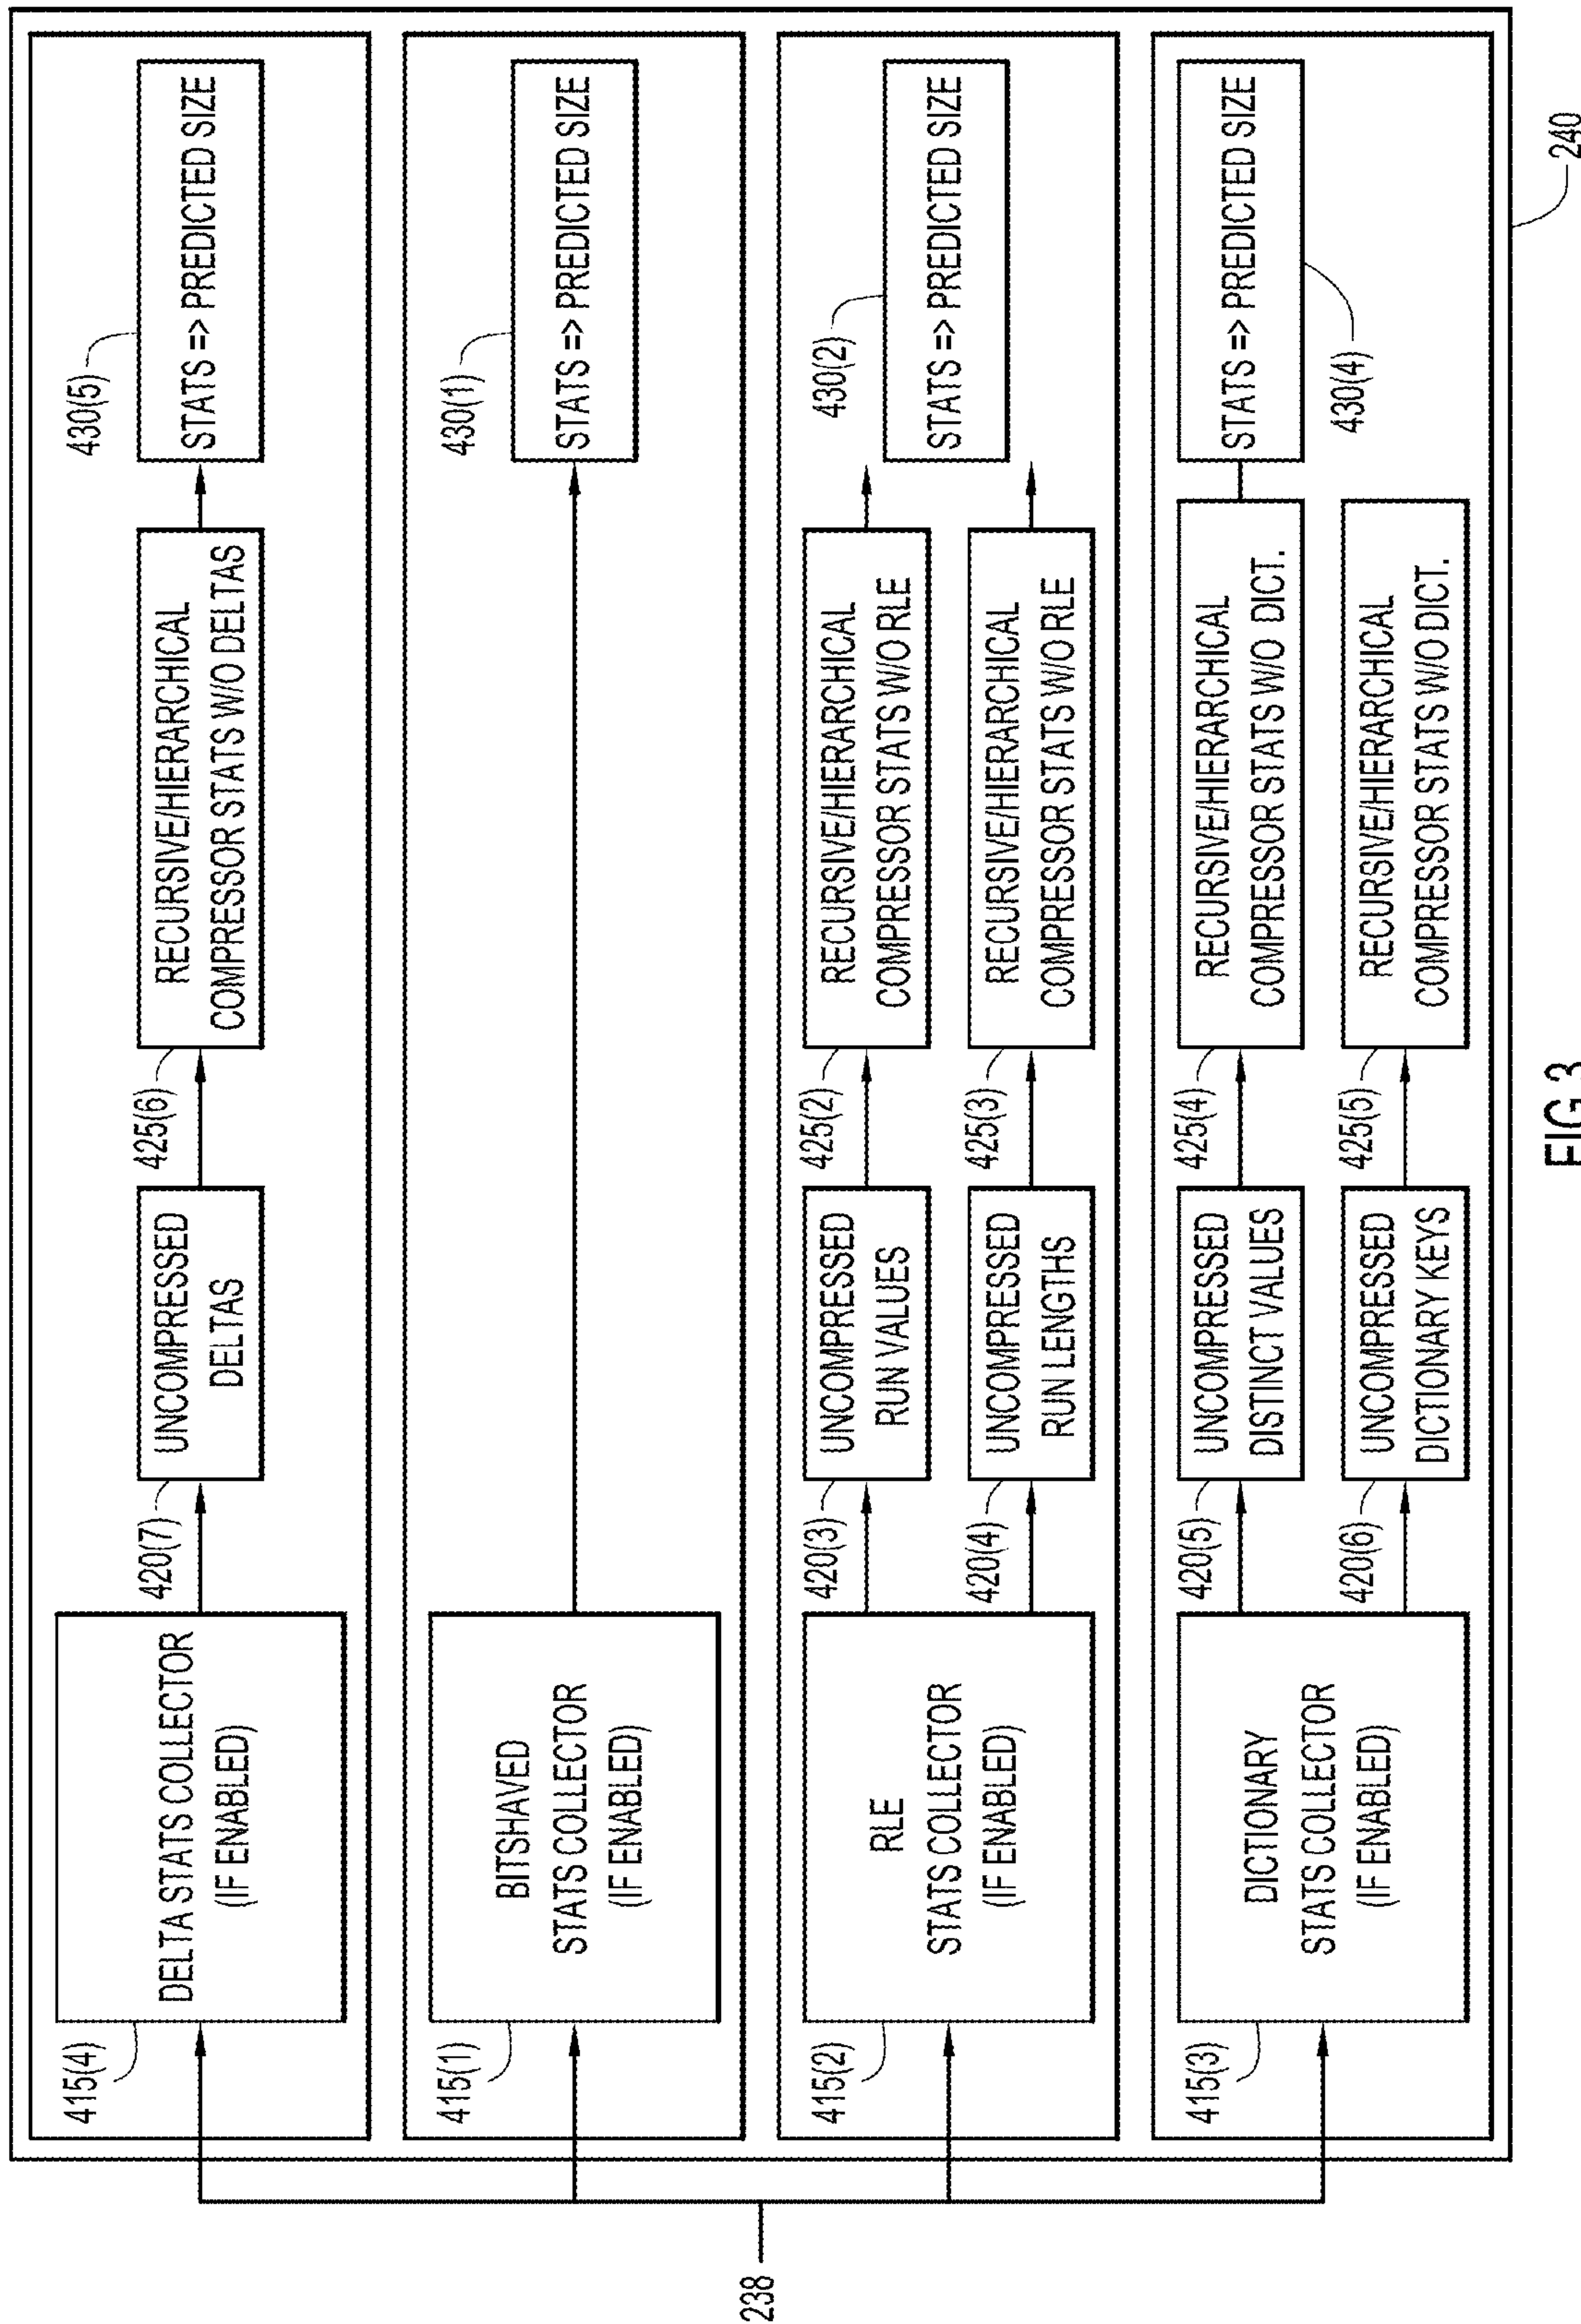 238
415(4)
DELTA STATS COLLECTOR
(IF ENABLED)
420(7)
UNCOMPRESSED
DELTAS
425(6)
RECURSIVE/HIERARCHICAL
COMPRESSOR STATS W/O DELTAS
430(5)
STATS => PREDICTED SIZE
415(1)
BITSHAVED
STATS COLLECTOR
(IF ENABLED)
430(1)
STATS => PREDICTED SIZE
415(2)
RLE
STATS COLLECTOR
(IF ENABLED)
420(3)
UNCOMPRESSED
RUN VALUES
425(2)
RECURSIVE/HIERARCHICAL
COMPRESSOR STATS W/O RLE
420(4)
UNCOMPRESSED
RUN LENGTHS
425(3)
RECURSIVE/HIERARCHICAL
COMPRESSOR STATS W/O RLE
430(2)
STATS => PREDICTED SIZE
415(3)
DICTIONARY
STATS COLLECTOR
(IF ENABLED)
420(5)
UNCOMPRESSED
DISTINCT VALUES
425(4)
RECURSIVE/HIERARCHICAL
COMPRESSOR STATS W/O DICT.
STATS => PREDICTED SIZE
430(4)
420(6)
UNCOMPRESSED
DICTIONARY KEYS
425(5)
RECURSIVE/HIERARCHICAL
COMPRESSOR STATS W/O DICT.
240
FIG.3